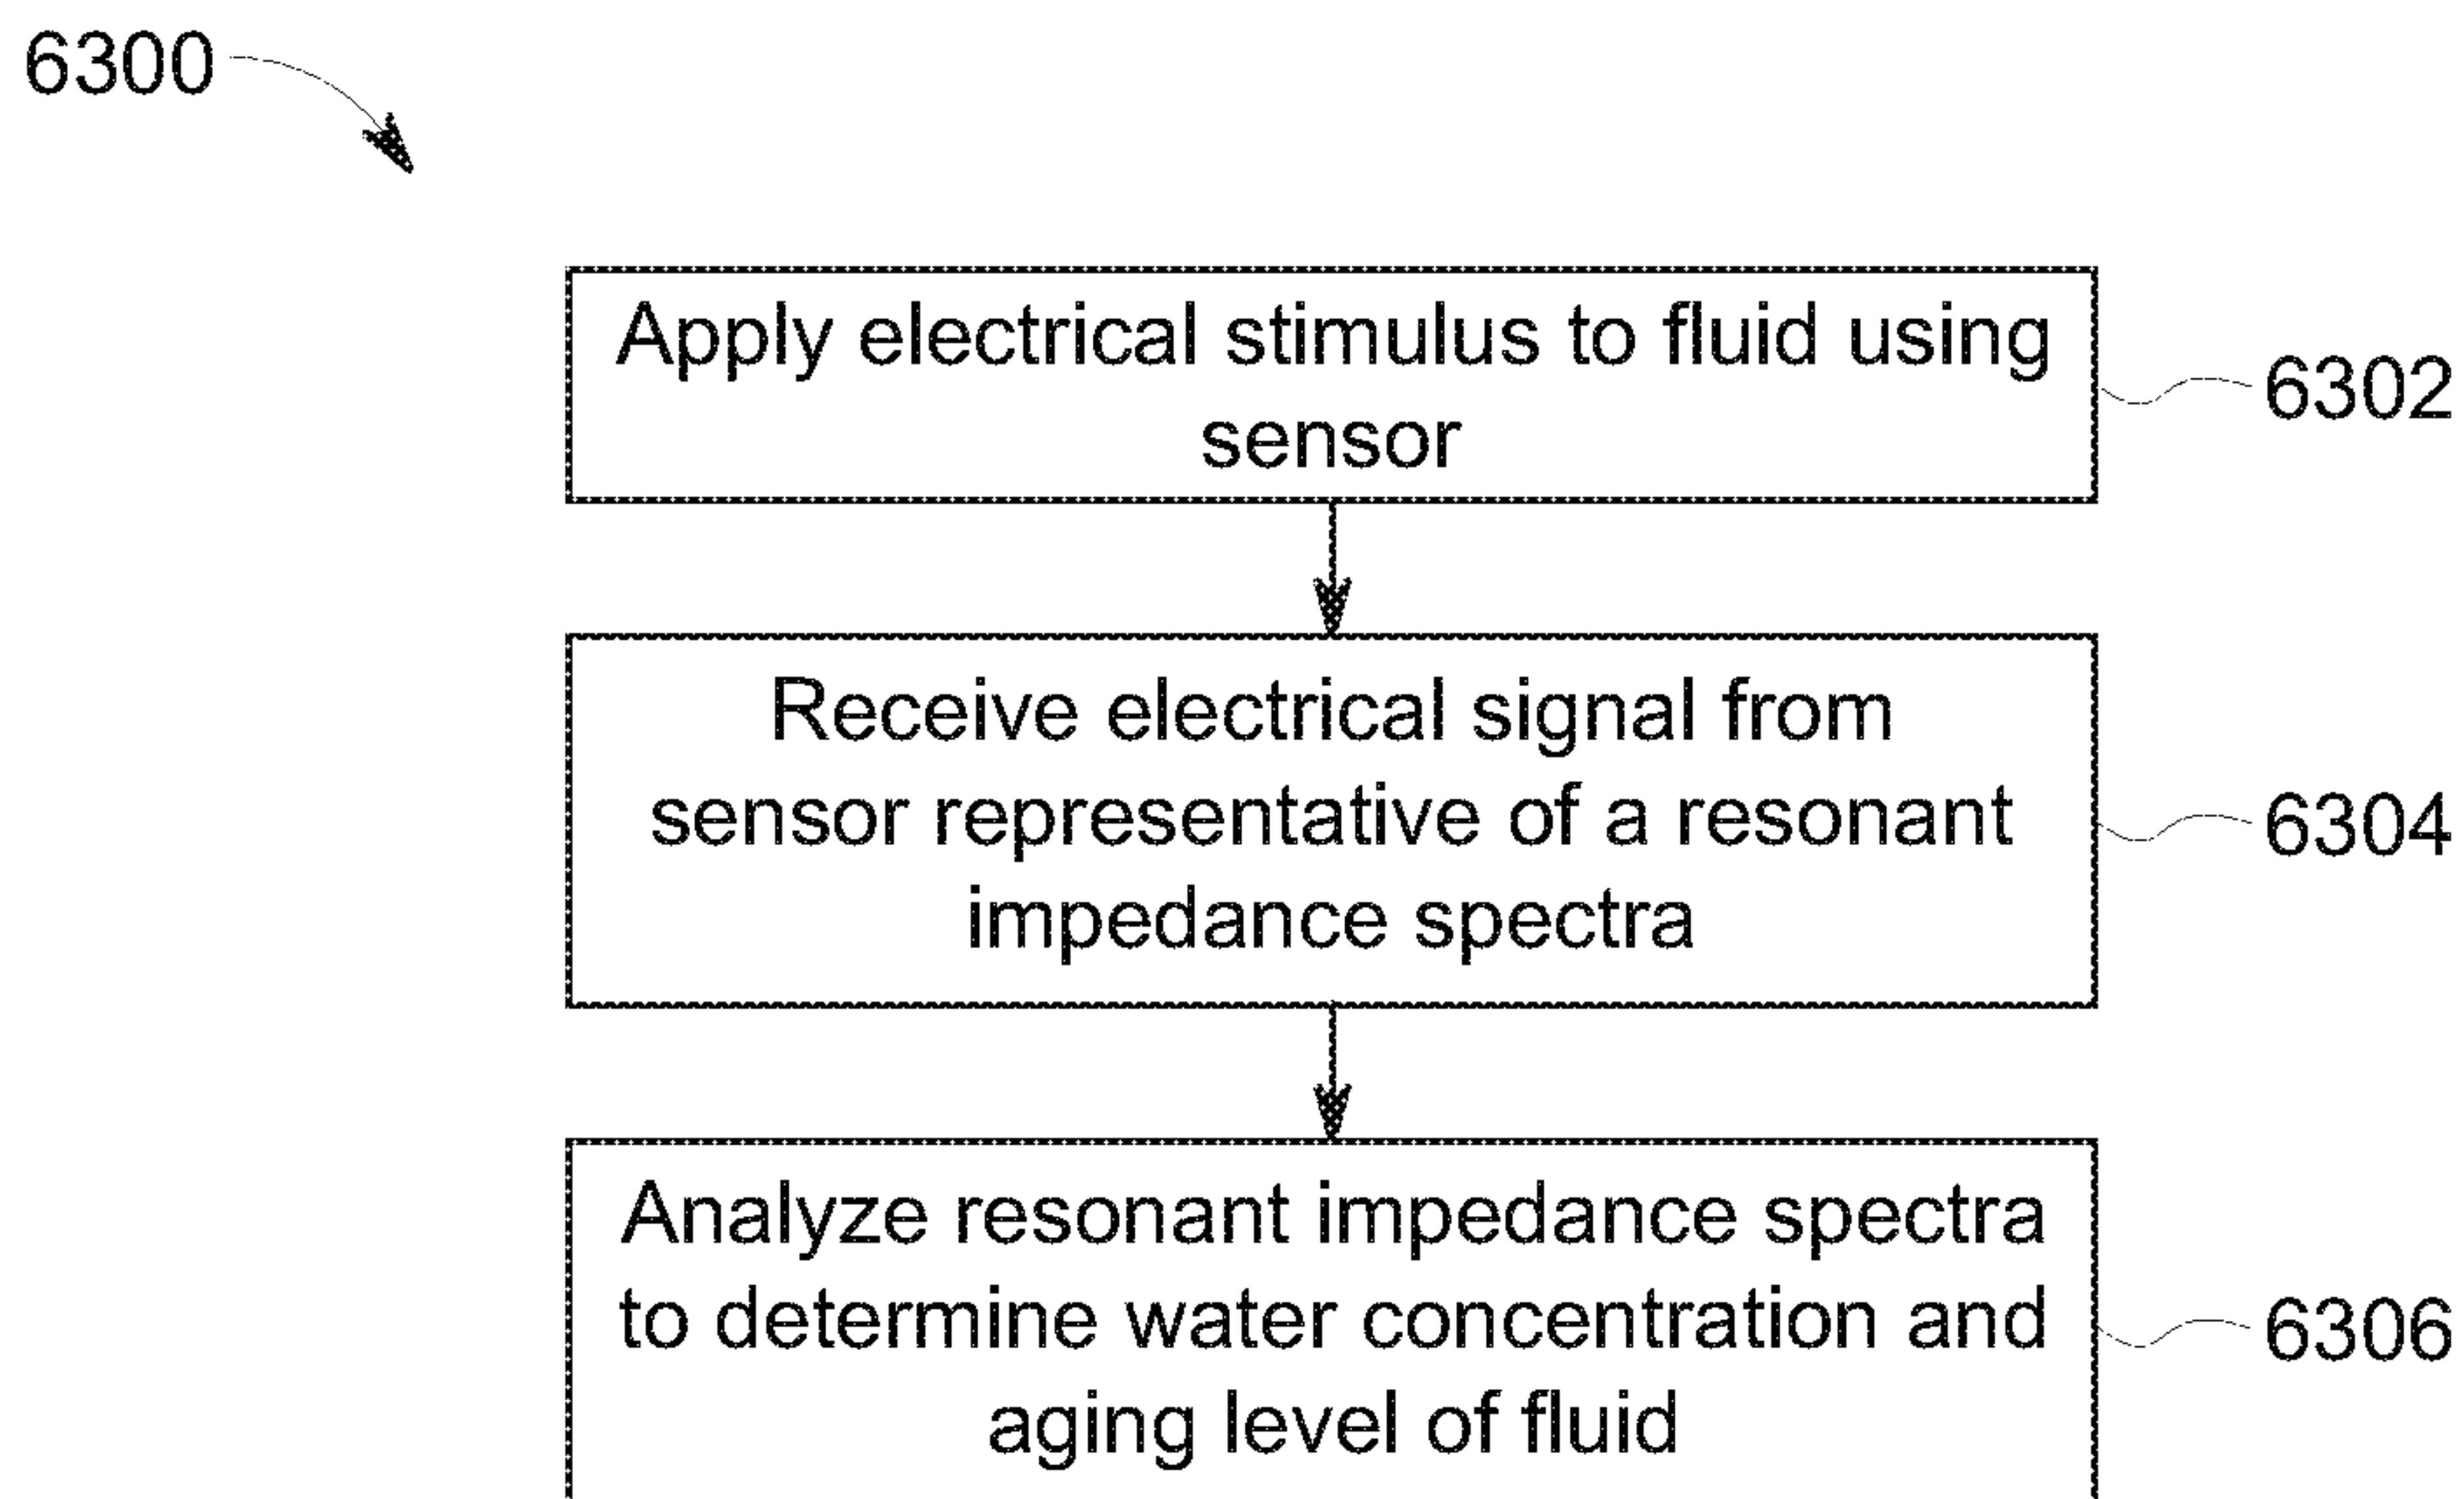 6300
Apply electrical stimulus to fluid using
sensor
6302
Receive electrical signal from
sensor representative of a resonant
impedance spectra
6304
Analyze resonant impedance spectra
to determine water concentration and
aging level of fluid
6306